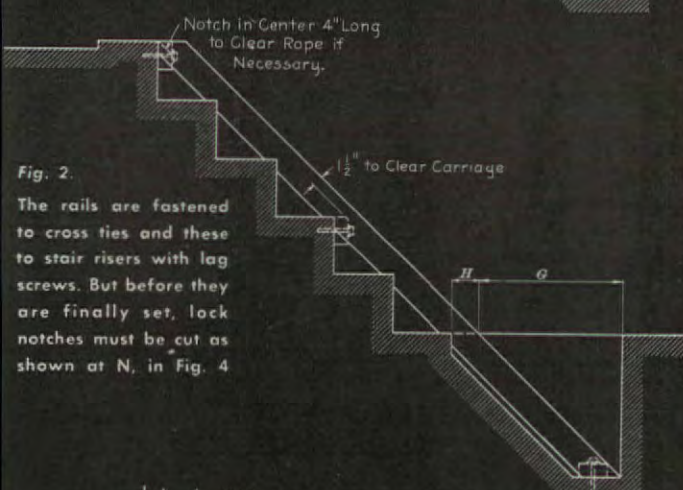 Notch in Center 4" Long
to Clear Rope if
Necessary.
1 1/2" to Clear Carriage
Fig. 2.
The rails are fastened
to cross ties and these
to stair risers with lag
screws. But before they
are finally set, lock
notches must be cut as
shown at N, in Fig. 4
H
G